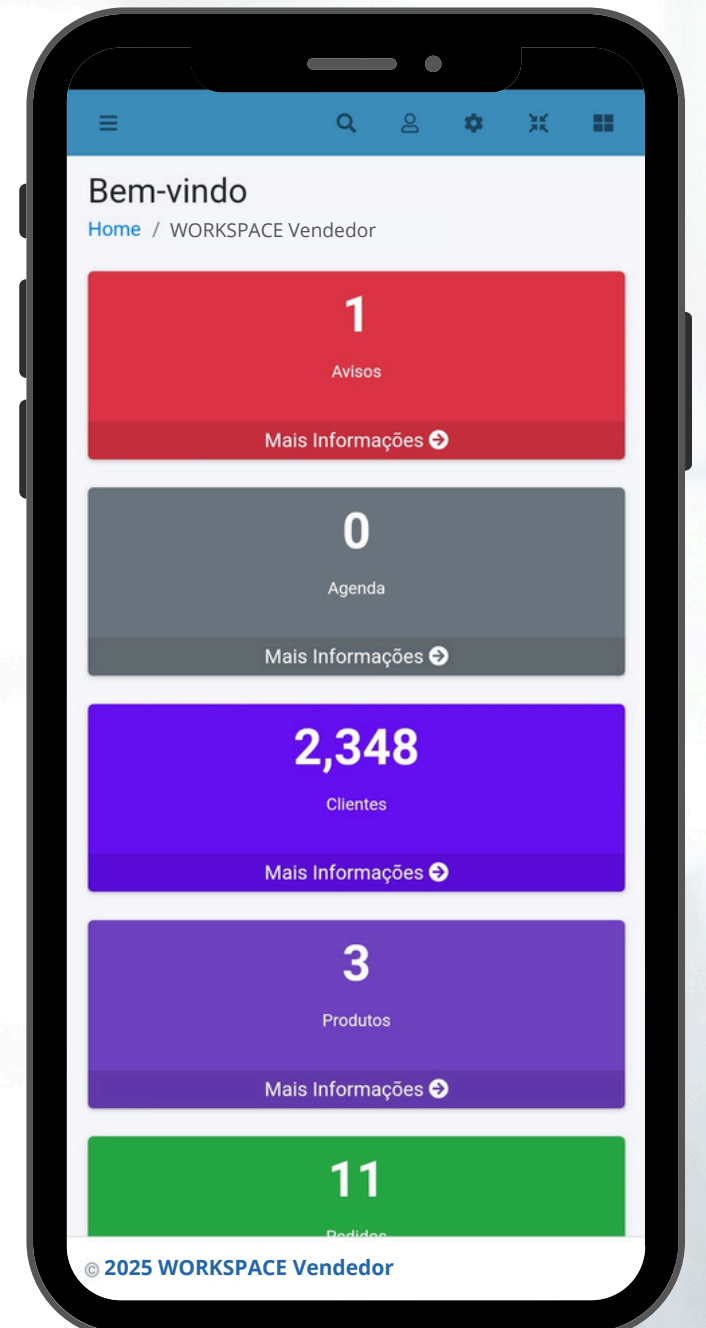 Bem-vindo
Home / WORKSPACE Vendedor
1
Avisos
Mais Informações
0
Agenda
Mais Informações
2,348
Clientes
Mais Informações
3
Produtos
Mais Informações
11
Pedidos
© 2025 WORKSPACE Vendedor